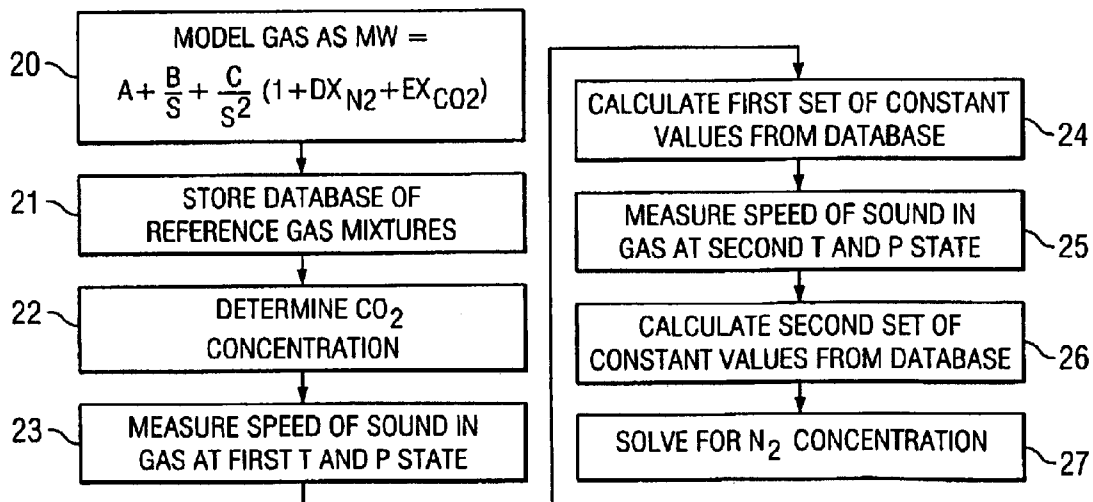 20
MODEL GAS AS MW =
A + B/S + C/S² (1+DX_N2+EX_CO2)
21
STORE DATABASE OF
REFERENCE GAS MIXTURES
22
DETERMINE CO₂
CONCENTRATION
23
MEASURE SPEED OF SOUND IN
GAS AT FIRST T AND P STATE
CALCULATE FIRST SET OF CONSTANT
VALUES FROM DATABASE
24
MEASURE SPEED OF SOUND IN
GAS AT SECOND T AND P STATE
25
CALCULATE SECOND SET OF
CONSTANT VALUES FROM DATABASE
26
SOLVE FOR N₂ CONCENTRATION
27